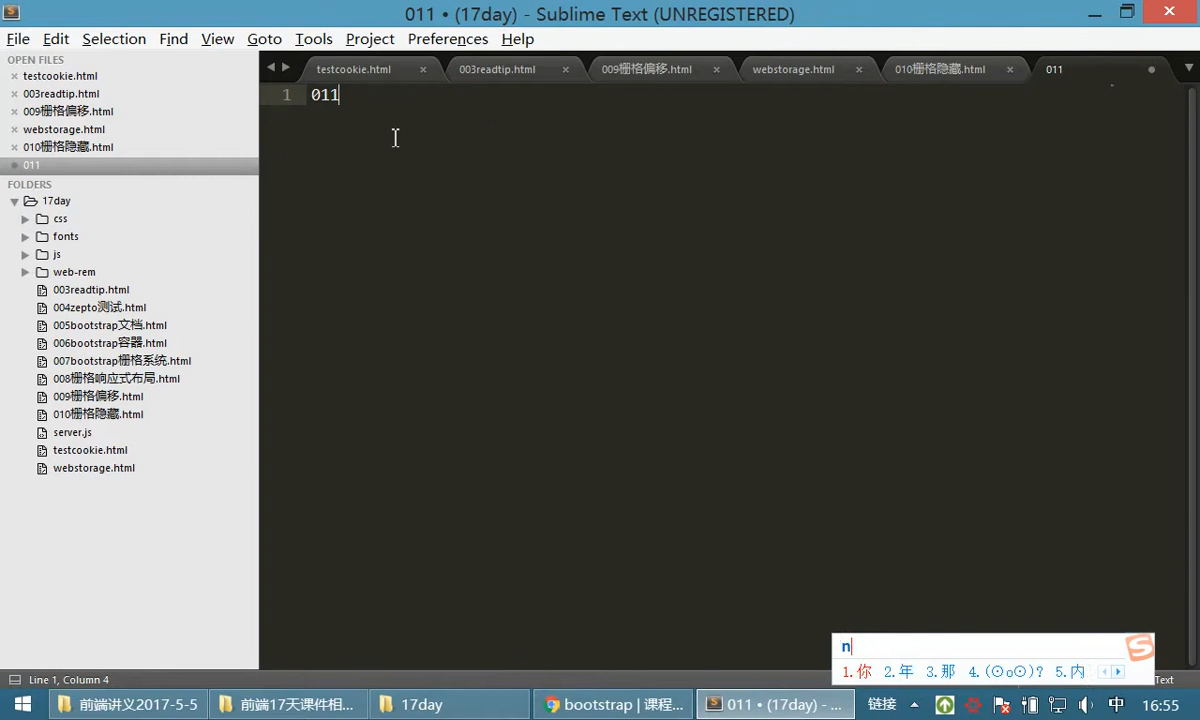 011 • (17day) - Sublime Text (UNREGISTERED)
File Edit Selection Find View Goto Tools Project Preferences Help
OPEN FILES
testcookie.html
003readtip.html
009栅格偏移.html
webstorage.html
010栅格隐藏.html
011
FOLDERS
17day
css
fonts
js
web-rem
003readtip.html
004zepto测试.html
005bootstrap文档.html
006bootstrap容器.html
007bootstrap栅格系统.html
008栅格响应式布局.html
009栅格偏移.html
010栅格隐藏.html
server.js
testcookie.html
webstorage.html
testcookie.html 003readtip.html 009栅格偏移.html webstorage.html 010栅格隐藏.html 011
1 011
n
1.你 2.年 3.那 4.(⊙o⊙)? 5.内
Line 1, Column 4 Text
前端讲义2017-5-5 前端17天课件相... 17day bootstrap | 课程... 011 • (17day) - ... 链接 中 16:55